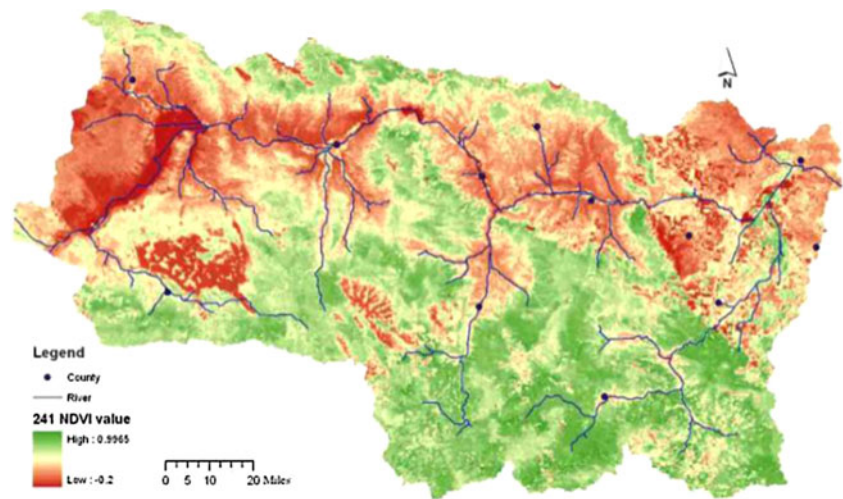 N
Legend
County
River
241 NDVI value
High : 0.9965
Low : -0.2
0 5 10 20 Miles